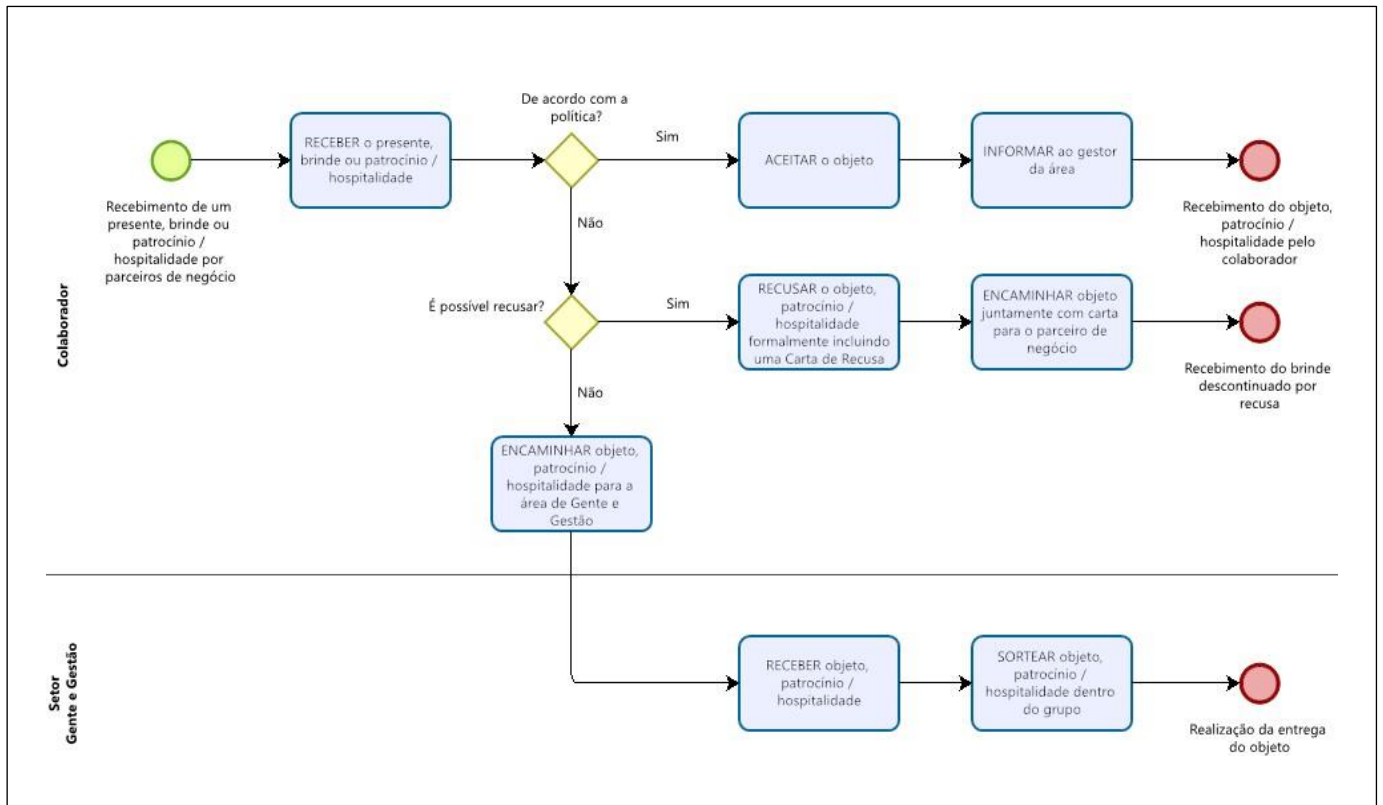 De acordo com a
política?
Sim
RECEBER o presente,
brinde ou patrocínio /
hospitalidade
ACEITAR o objeto
INFORMAR ao gestor
da área
Recebimento de um
presente, brinde ou
patrocínio /
hospitalidade por
parceiros de negócio
Não
Recebimento do objeto,
patrocínio /
hospitalidade pelo
colaborador
Colaborador
É possível recusar?
Sim
RECUSAR o objeto,
patrocínio /
hospitalidade
formalmente incluindo
uma Carta de Recusa
ENCAMINHAR objeto
juntamente com carta
para o parceiro de
negócio
Recebimento do brinde
descontinuado por
recusa
Não
ENCAMINHAR objeto,
patrocínio /
hospitalidade para a
área de Gente e
Gestão
Setor
Gente e Gestão
RECEBER objeto,
patrocínio /
hospitalidade
SORTEAR objeto,
patrocínio /
hospitalidade dentro
do grupo
Realização da entrega
do objeto